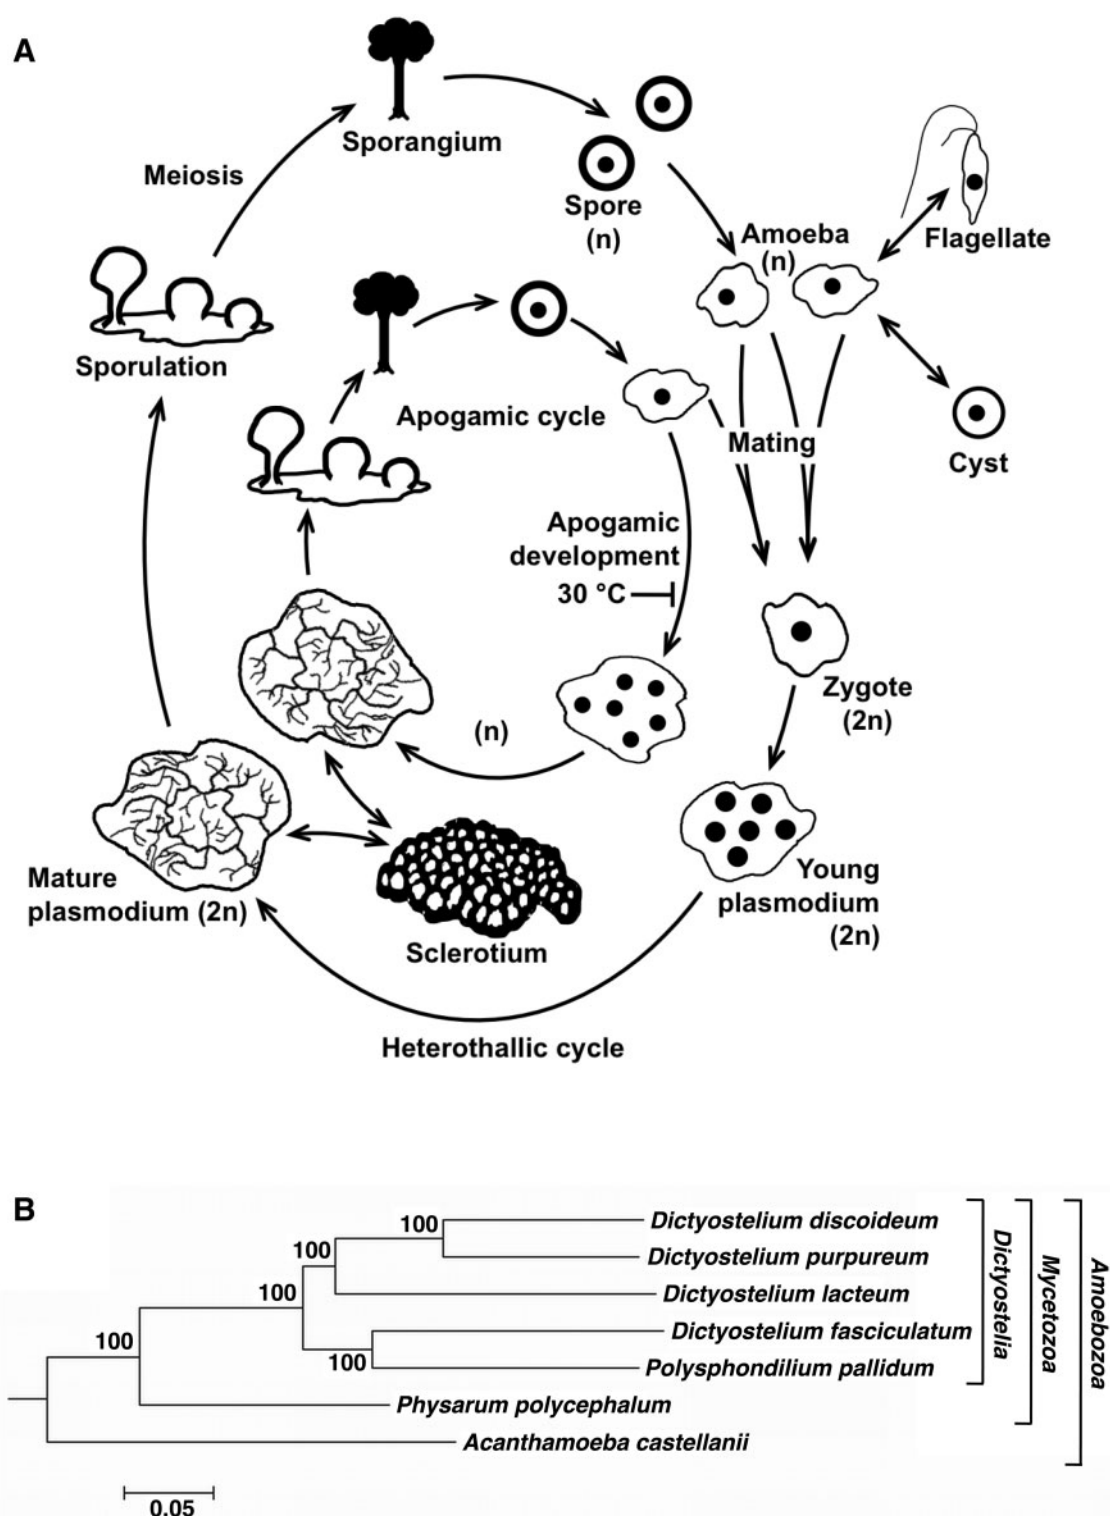 A
Sporangium
Meiosis
Spore
(n)
Amoeba
(n)
Flagellate
Sporulation
Apogamic cycle
Mating
Cyst
Apogamic
development
30 °C
Zygote
(2n)
(n)
Mature
plasmodium (2n)
Young
plasmodium
(2n)
Sclerotium
Heterothallic cycle
B
100
100
100
100
100
Dictyostelium discoideum
Dictyostelium purpureum
Dictyostelium lacteum
Dictyostelium fasciculatum
Polysphondilium pallidum
Physarum polycephalum
Acanthamoeba castellanii
Dictyostelia
Mycetozoa
Amoebozoa
0.05